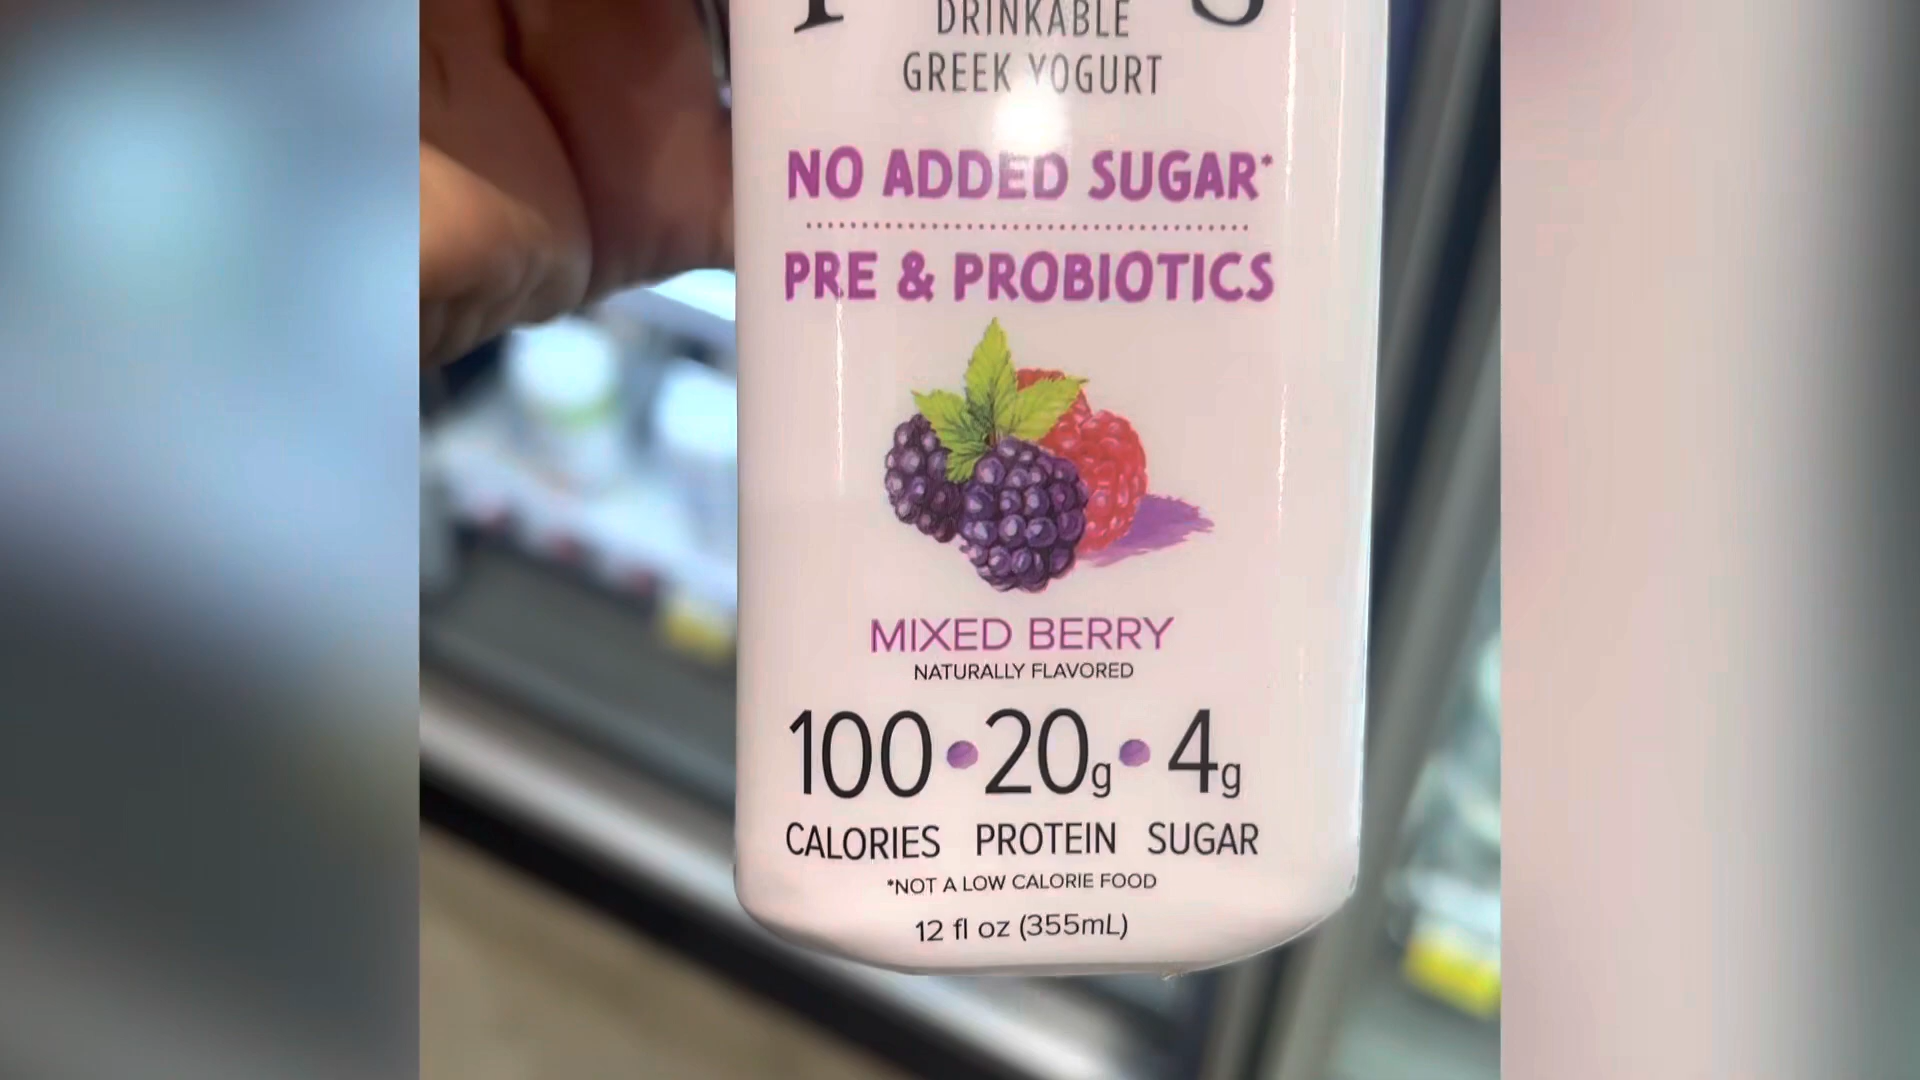 DRINKABLE
GREEK YOGURT
NO ADDED SUGAR*
PRE & PROBIOTICS
MIXED BERRY
NATURALLY FLAVORED
100 • 20g • 4g
CALORIES PROTEIN SUGAR
*NOT A LOW CALORIE FOOD
12 fl oz (355mL)